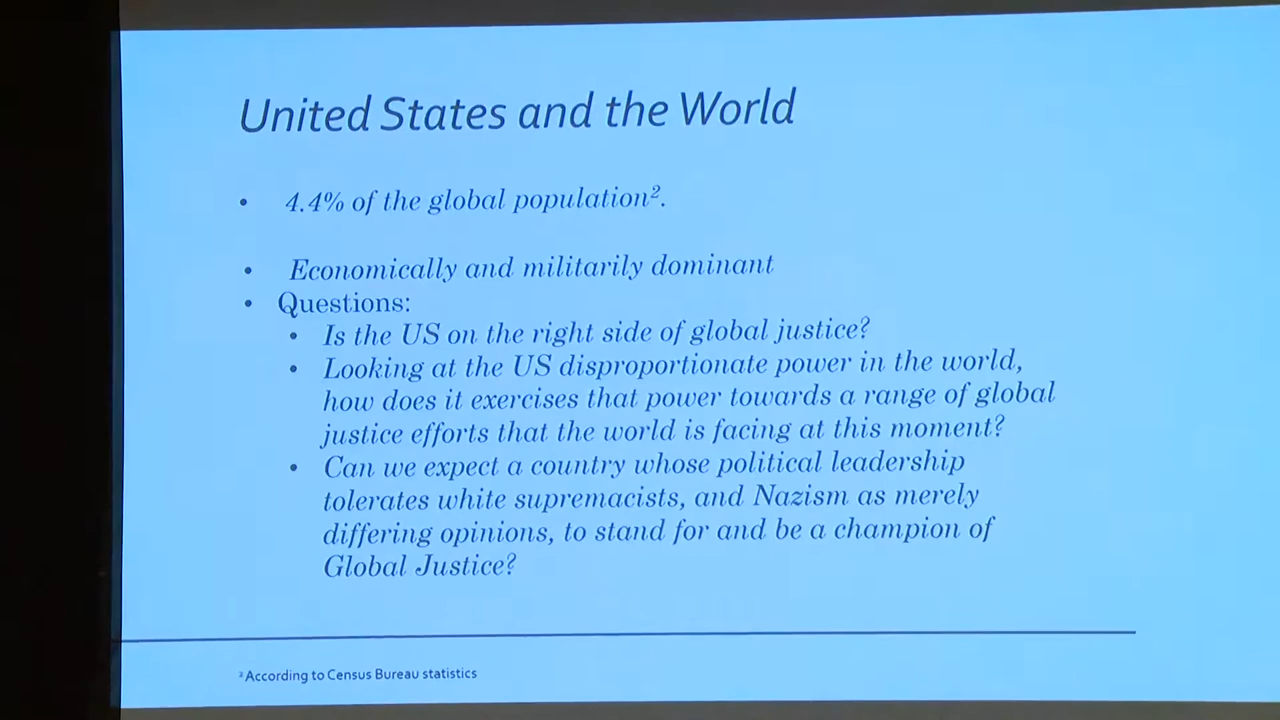 United States and the World
• 4.4% of the global population².
• Economically and militarily dominant
• Questions:
• Is the US on the right side of global justice?
• Looking at the US disproportionate power in the world,
how does it exercises that power towards a range of global
justice efforts that the world is facing at this moment?
• Can we expect a country whose political leadership
tolerates white supremacists, and Nazism as merely
differing opinions, to stand for and be a champion of
Global Justice?
² According to Census Bureau statistics